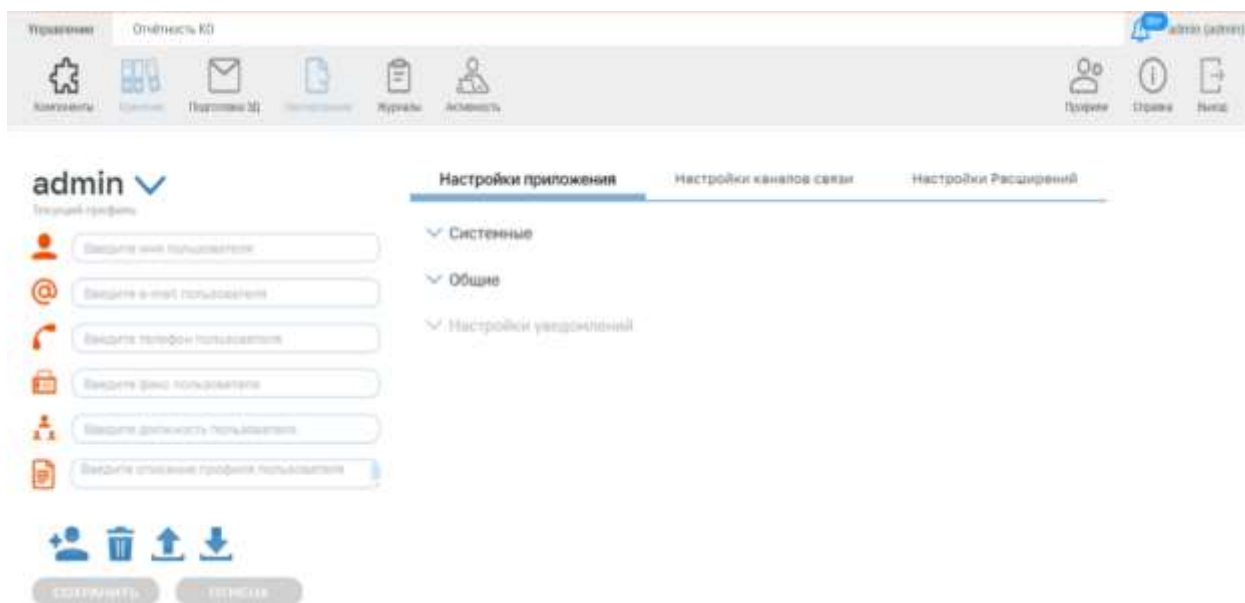 Управление Отчётность КО admin (admin)
Компоненты Хранение Подготовка ЭД Журналы Активность Профили Справка Выход
admin
Текущий профиль
Настройки приложения Настройки каналов связи Настройки Расширений
Введите имя пользователя
Введите e-mail пользователя
Введите телефон пользователя
Введите факс пользователя
Введите должность пользователя
Введите описание профиля пользователя
Системные
Общие
Настройки уведомлений
СОХРАНИТЬ ОТМЕНА